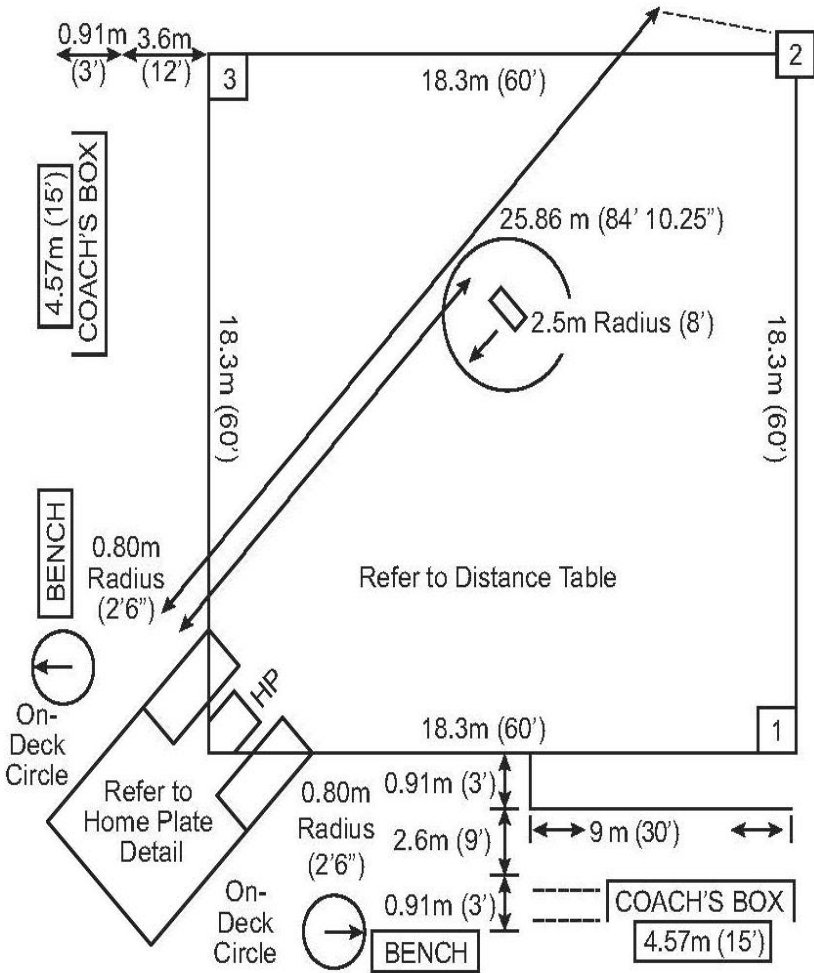 0.91m
(3’)
3.6m
(12’)
3
18.3m (60’)
2
4.57m (15’)
COACH'S BOX
25.86 m (84’ 10.25”)
2.5m Radius (8’)
18.3m (60’)
18.3m (60’)
BENCH
0.80m
Radius
(2’6”)
Refer to Distance Table
On-
Deck
Circle
HP
18.3m (60’)
1
Refer to
Home Plate
Detail
0.80m
Radius
(2’6”)
0.91m (3’)
2.6m (9’)
0.91m (3’)
9 m (30’)
On-
Deck
Circle
BENCH
COACH'S BOX
4.57m (15’)